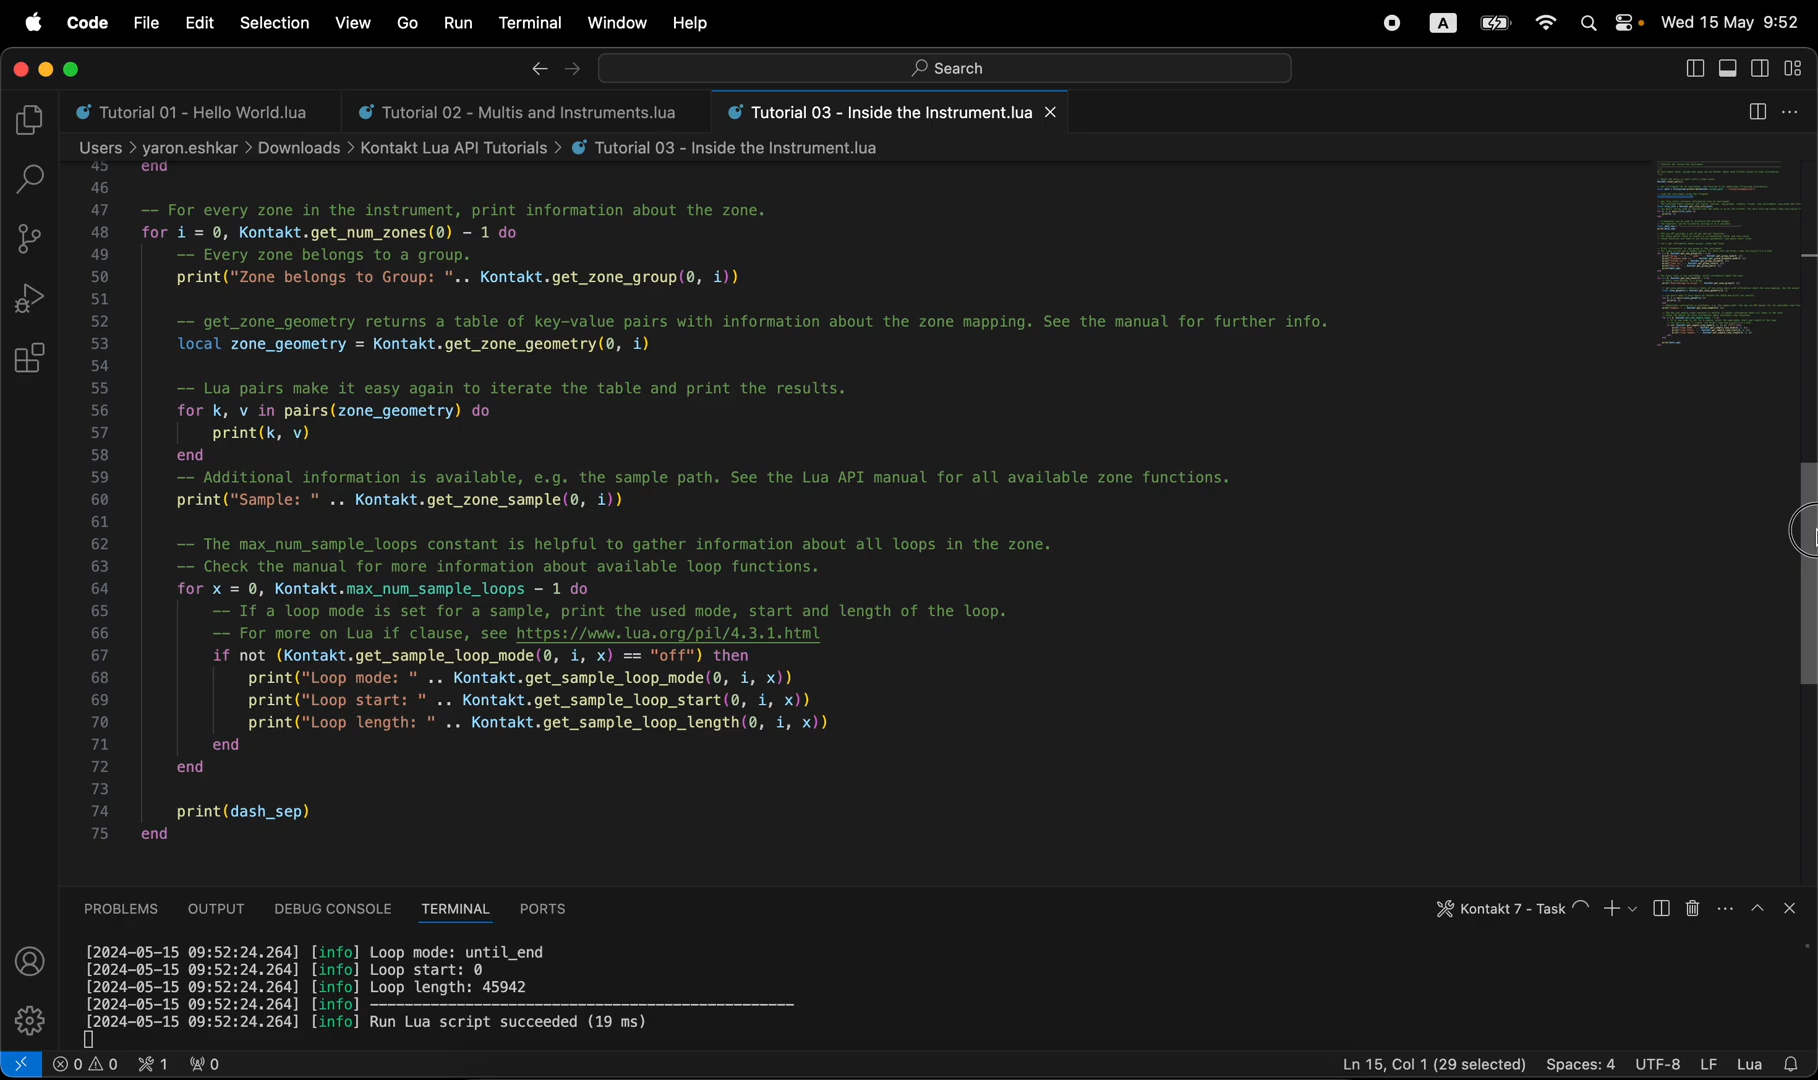 Code File Edit Selection View Go Run Terminal Window Help A Wed 15 May 9:52
Search
Tutorial 01 - Hello World.lua Tutorial 02 - Multis and Instruments.lua Tutorial 03 - Inside the Instrument.lua
Users > yaron.eshkar > Downloads > Kontakt Lua API Tutorials > Tutorial 03 - Inside the Instrument.lua
45 end
46
47 -- For every zone in the instrument, print information about the zone.
48 for i = 0, Kontakt.get_num_zones(0) - 1 do
49 -- Every zone belongs to a group.
50 print("Zone belongs to Group: ".. Kontakt.get_zone_group(0, i))
51
52 -- get_zone_geometry returns a table of key-value pairs with information about the zone mapping. See the manual for further info.
53 local zone_geometry = Kontakt.get_zone_geometry(0, i)
54
55 -- Lua pairs make it easy again to iterate the table and print the results.
56 for k, v in pairs(zone_geometry) do
57 print(k, v)
58 end
59 -- Additional information is available, e.g. the sample path. See the Lua API manual for all available zone functions.
60 print("Sample: " .. Kontakt.get_zone_sample(0, i))
61
62 -- The max_num_sample_loops constant is helpful to gather information about all loops in the zone.
63 -- Check the manual for more information about available loop functions.
64 for x = 0, Kontakt.max_num_sample_loops - 1 do
65 -- If a loop mode is set for a sample, print the used mode, start and length of the loop.
66 -- For more on Lua if clause, see https://www.lua.org/pil/4.3.1.html
67 if not (Kontakt.get_sample_loop_mode(0, i, x) == "off") then
68 print("Loop mode: " .. Kontakt.get_sample_loop_mode(0, i, x))
69 print("Loop start: " .. Kontakt.get_sample_loop_start(0, i, x))
70 print("Loop length: " .. Kontakt.get_sample_loop_length(0, i, x))
71 end
72 end
73
74 print(dash_sep)
75 end
PROBLEMS OUTPUT DEBUG CONSOLE TERMINAL PORTS Kontakt 7 - Task
[2024-05-15 09:52:24.264] [info] Loop mode: until_end
[2024-05-15 09:52:24.264] [info] Loop start: 0
[2024-05-15 09:52:24.264] [info] Loop length: 45942
[2024-05-15 09:52:24.264] [info] -------------------------------------------------
[2024-05-15 09:52:24.264] [info] Run Lua script succeeded (19 ms)
0 0 1 0 Ln 15, Col 1 (29 selected) Spaces: 4 UTF-8 LF Lua